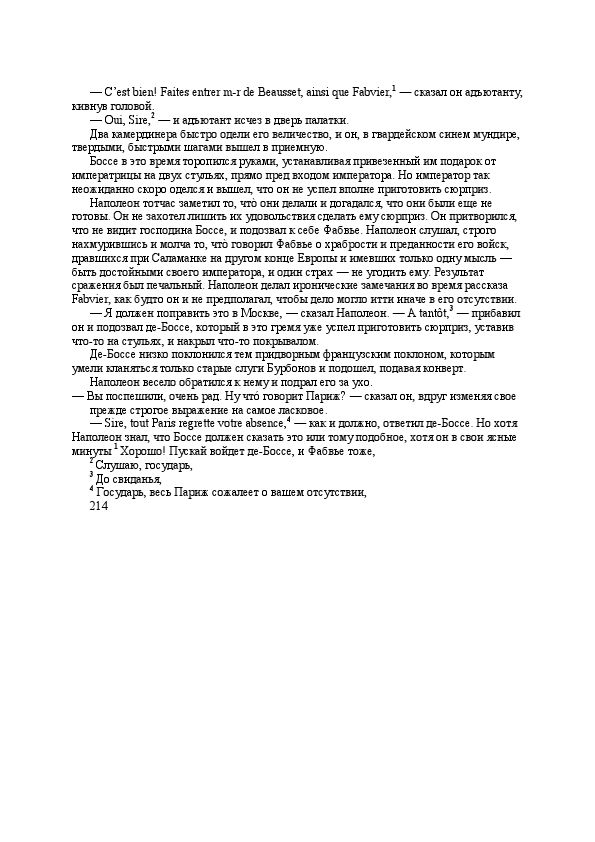 — C’est bien! Faites entrer m-r de Beausset, ainsi que Fabvier,¹ — сказал он адъютанту,
кивнув головой.
— Oui, Sire,² — и адъютант исчез в дверь палатки.
Два камердинера быстро одели его величество, и он, в гвардейском синем мундире,
твердыми, быстрыми шагами вышел в приемную.
Боссе в это время торопился руками, устанавливая привезенный им подарок от
императрицы на двух стульях, прямо пред входом императора. Но император так
неожиданно скоро оделся и вышел, что он не успел вполне приготовить сюрприз.
Наполеон тотчас заметил то, что̀ они делали и догадался, что они были еще не
готовы. Он не захотел лишить их удовольствия сделать ему сюрприз. Он притворился,
что не видит господина Боссе, и подозвал к себе Фабвье. Наполеон слушал, строго
нахмурившись и молча то, что̀ говорил Фабвье о храбрости и преданности его войск,
дравшихся при Саламанке на другом конце Европы и имевших только одну мысль —
быть достойными своего императора, и один страх — не угодить ему. Результат
сражения был печальный. Наполеон делал иронические замечания во время рассказа
Fabvier, как будто он и не предполагал, чтобы дело могло итти иначе в его отсутствии.
— Я должен поправить это в Москве, — сказал Наполеон. — A tantôt,³ — прибавил
он и подозвал де-Боссе, который в это гремя уже успел приготовить сюрприз, уставив
что-то на стульях, и накрыл что-то покрывалом.
Де-Боссе низко поклонился тем придворным французским поклоном, которым
умели кланяться только старые слуги Бурбонов и подошел, подавая конверт.
Наполеон весело обратился к нему и подрал его за ухо.
— Вы поспешили, очень рад. Ну что́ говорит Париж? — сказал он, вдруг изменяя свое
прежде строгое выражение на самое ласковое.
— Sire, tout Paris regrette votre absence,⁴ — как и должно, ответил де-Боссе. Но хотя
Наполеон знал, что Боссе должен сказать это или тому подобное, хотя он в свои ясные
минуты ¹ Хорошо! Пускай войдет де-Боссе, и Фабвье тоже,
² Слушаю, государь,
³ До свиданья,
⁴ Государь, весь Париж сожалеет о вашем отсутствии,
214